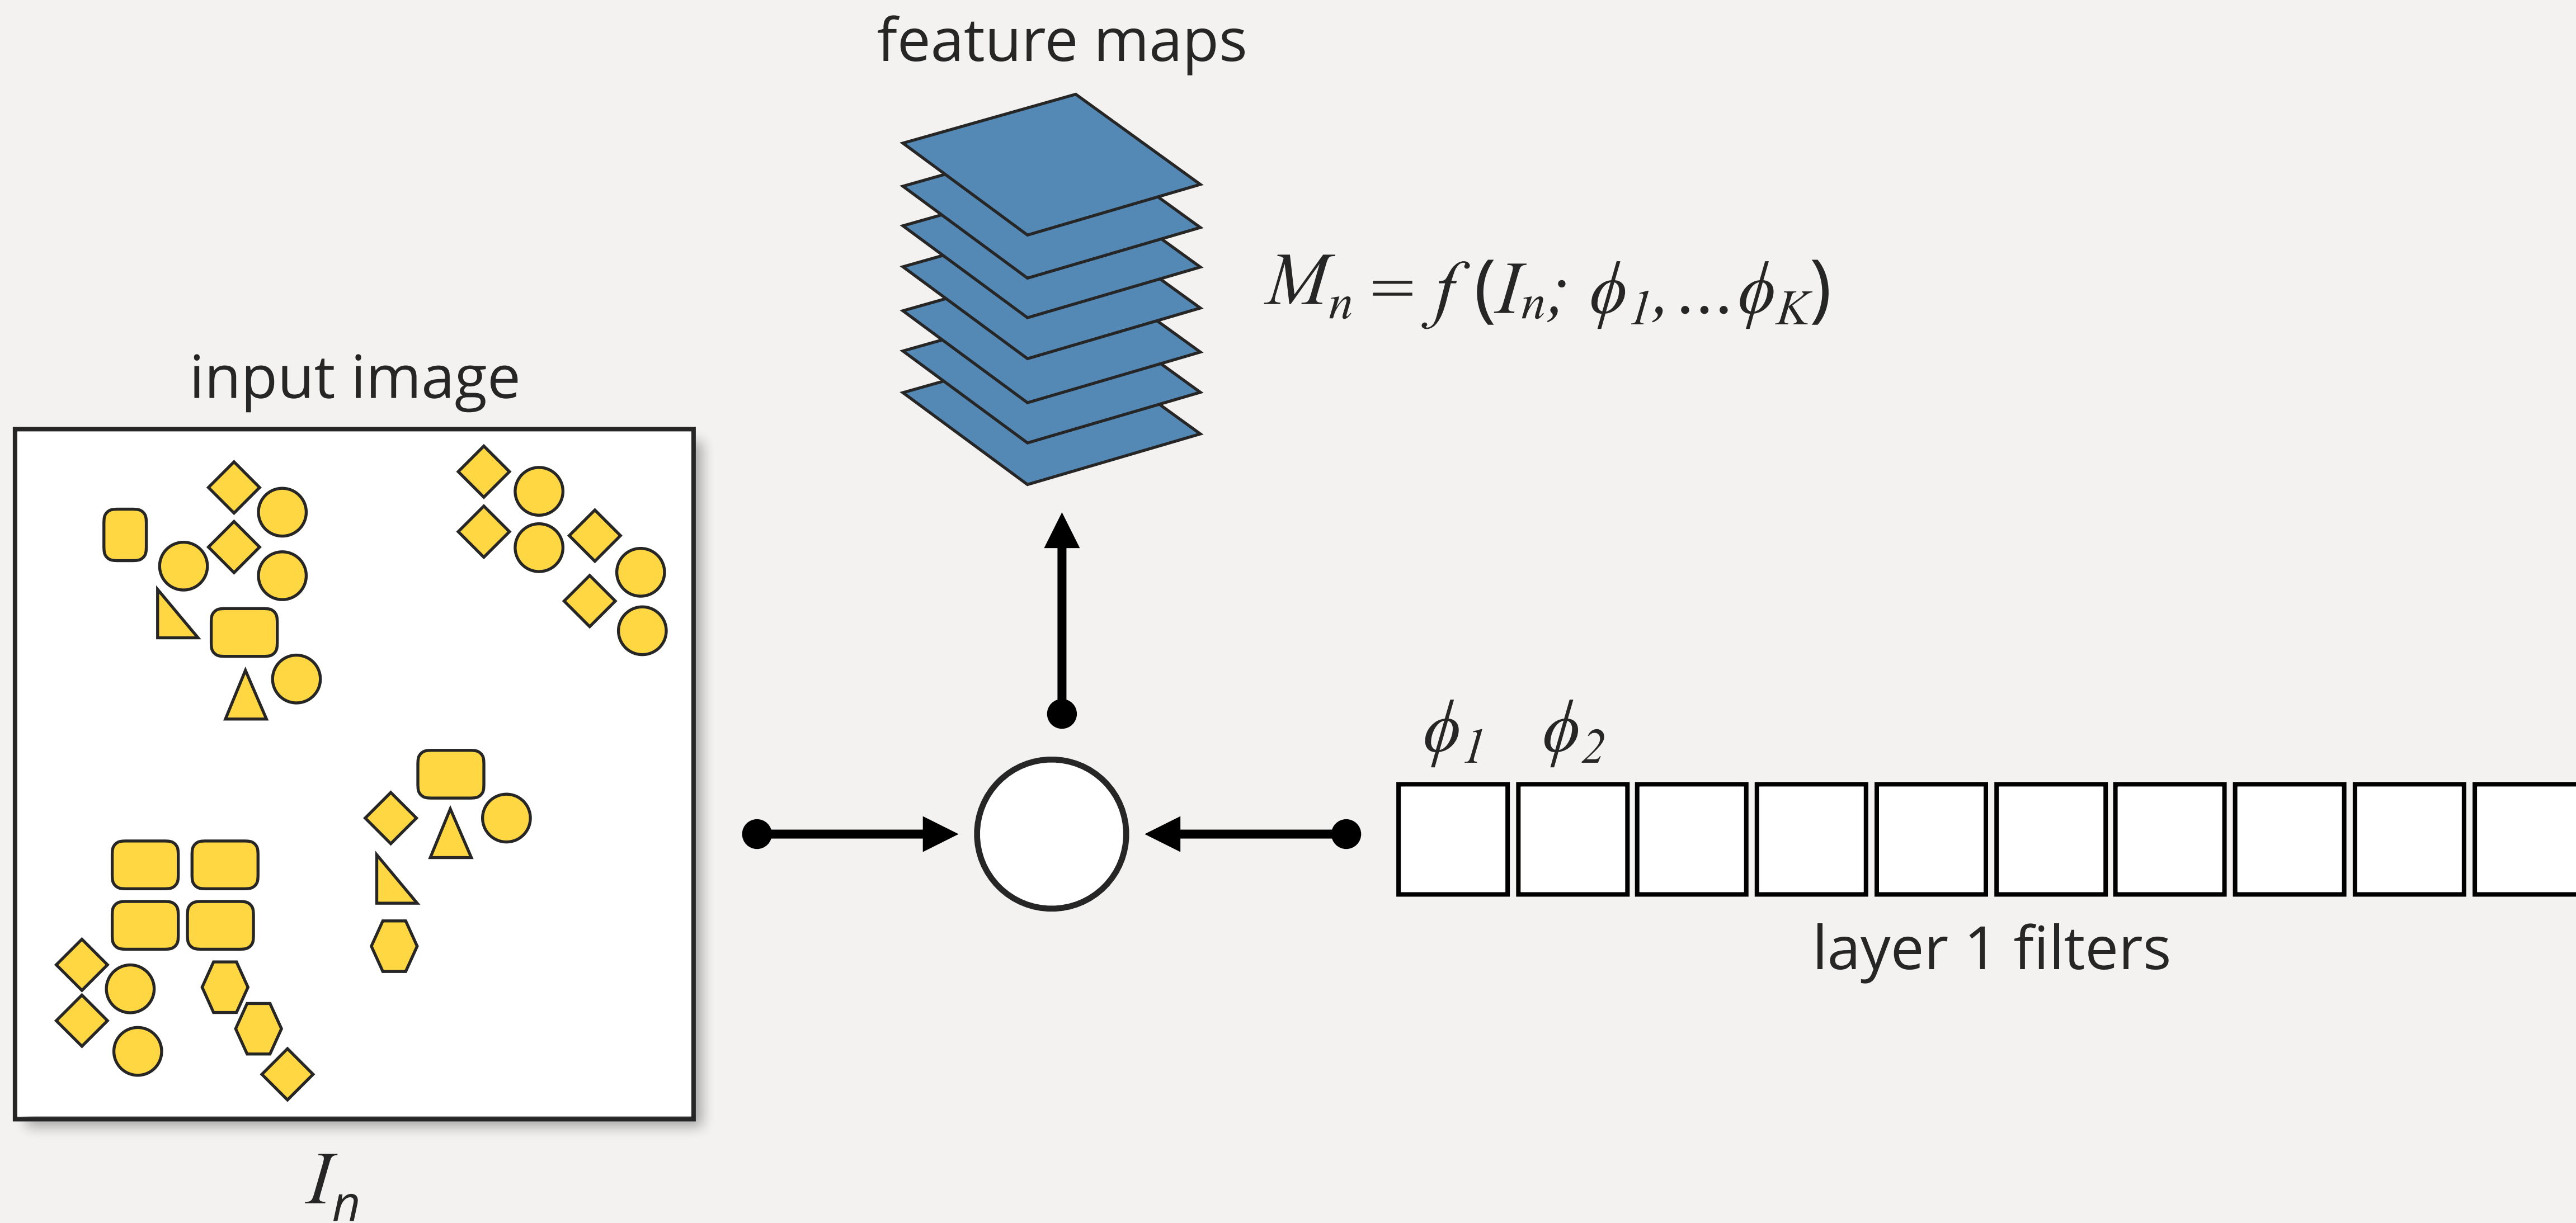 feature maps
Mn = f (In; ϕ1, ...ϕK)
input image
ϕ1 ϕ2
layer 1 filters
In